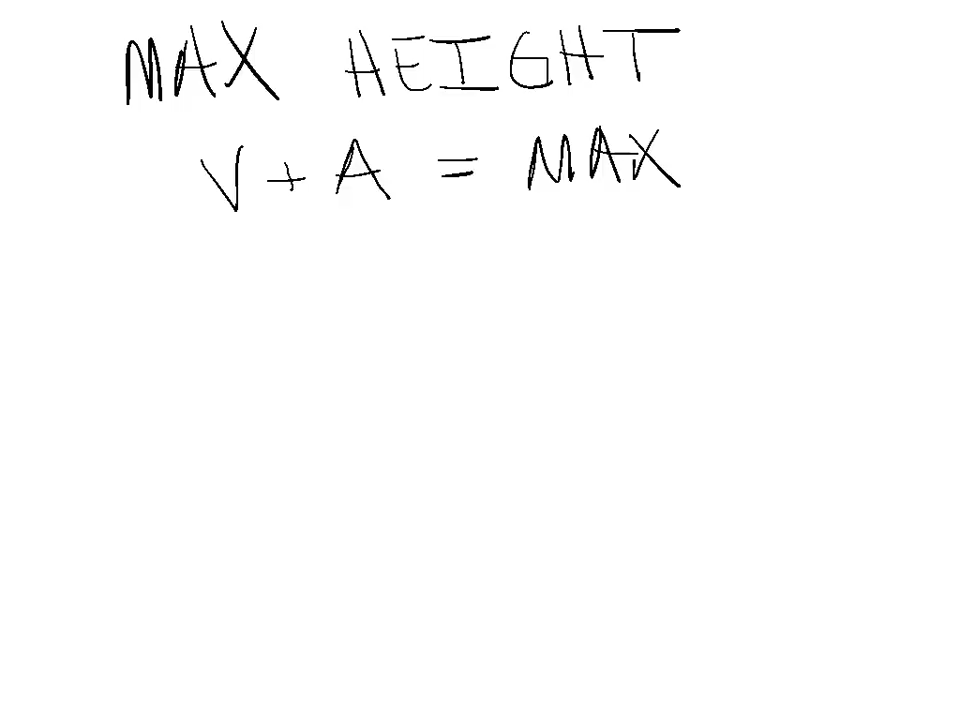 MAX HEIGHT
V + A = MAX